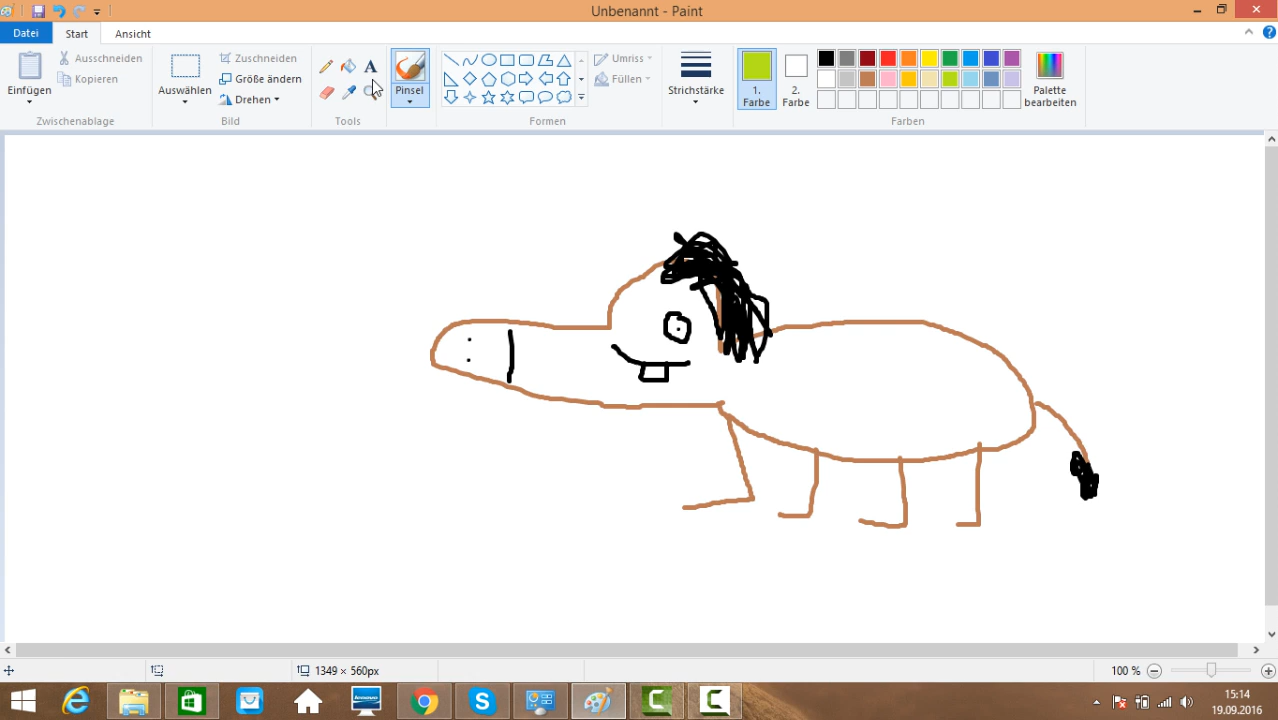 Unbenannt - Paint
Datei Start Ansicht
Einfügen
Ausschneiden
Kopieren
Zwischenablage
Auswählen
Zuschneiden
Größe ändern
Drehen
Bild
A
Tools
Pinsel
Umriss
Füllen
Formen
Strichstärke
1.
Farbe
2.
Farbe
Palette
bearbeiten
Farben
1349 × 560px
100 %
15:14
19.09.2016